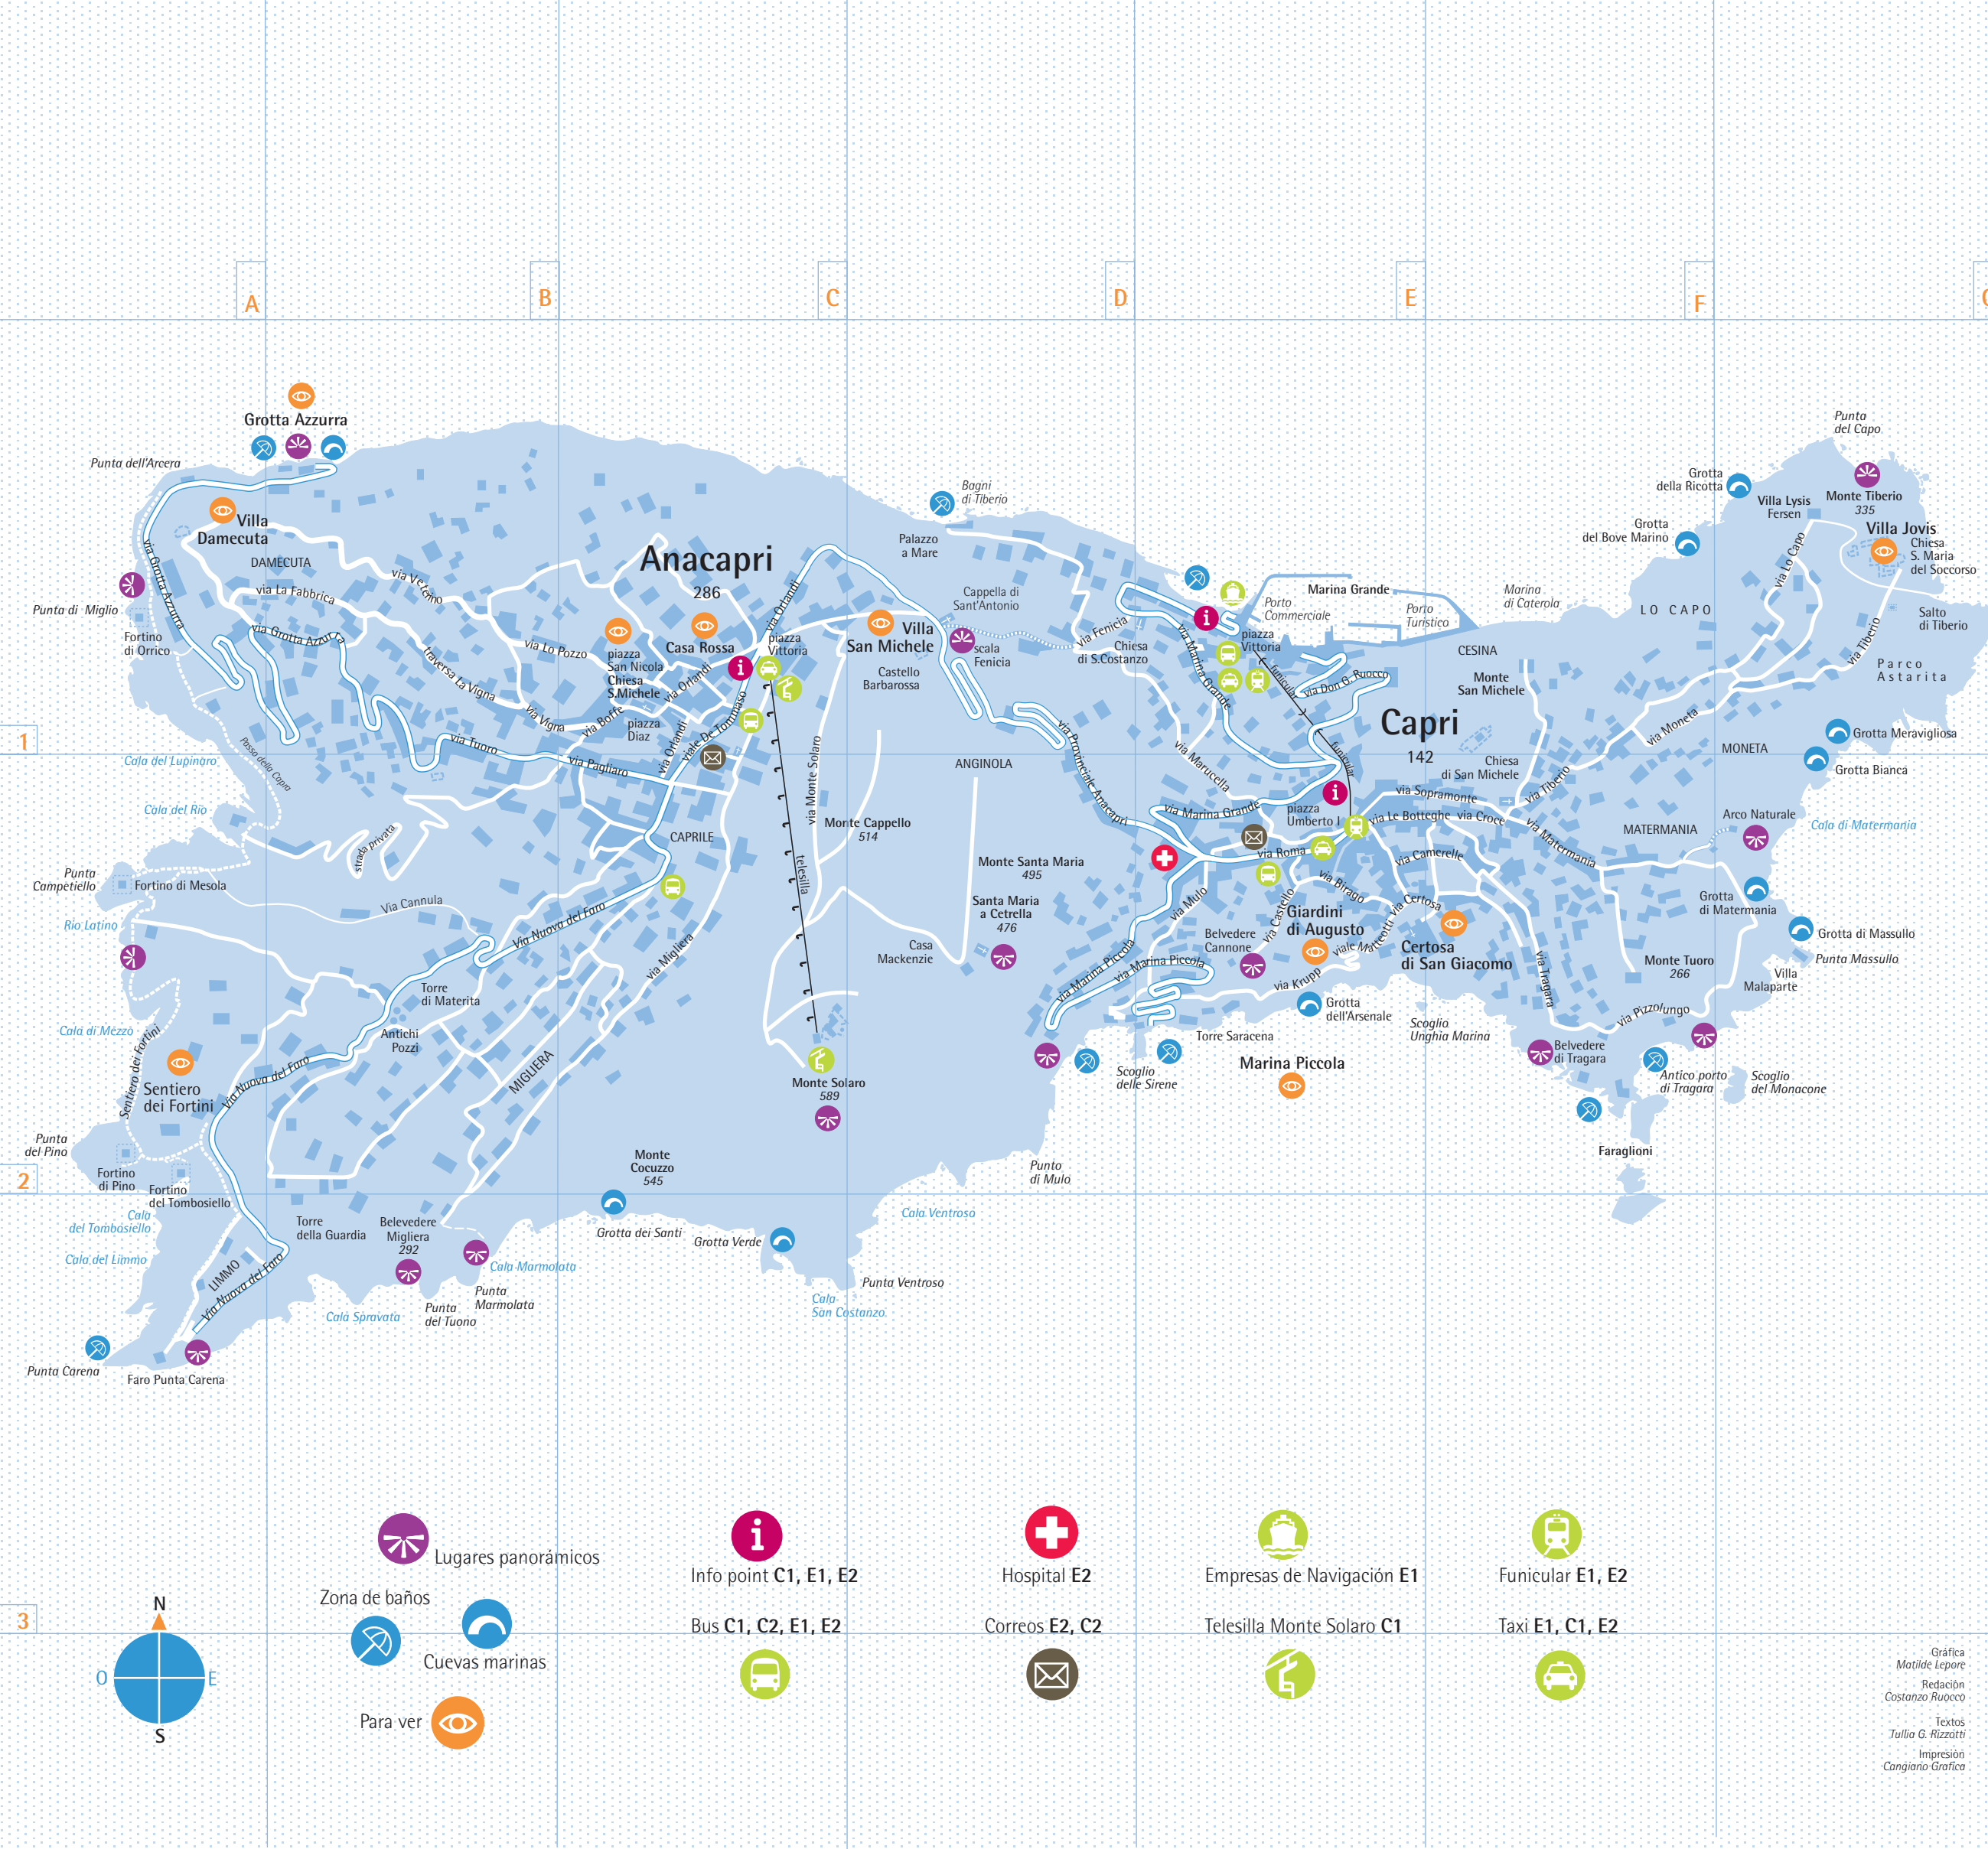 A
B
C
D
E
F
1
2
3
Grotta Azzurra
Punta dell'Arcera
Villa
Damecuta
DAMECUTA
via Grotta Azzurra
via La Fabbrica
via Vecino
via Grotta Azzurra
Punta di Miglio
Fortino
di Orrico
traversa La Vigna
via Lo Pozzo
via Vigna
via Boffe
via Tuoro
via Pagliaro
Passo della Capra
Anacapri
286
piazza
San Nicola
Chiesa
S.Michele
Casa Rossa
via Orlandi
via Orlandi
via Orlandi
viale De Tommaso
piazza
Diaz
piazza
Vittoria
Villa
San Michele
Castello
Barbarossa
Palazzo
a Mare
Bagni
di Tiberio
Cappella di
Sant'Antonio
scala
Fenicia
via Fenicia
Chiesa
di S.Costanzo
via Marina Grande
piazza
Vittoria
Porto
Commerciale
Marina Grande
Porto
Turistico
Marina
di Caterola
funicular
funicular
via Don G. Ruocco
Capri
142
CESINA
Monte
San Michele
Chiesa
di San Michele
LO CAPO
Grotta
della Ricotta
Grotta
del Bove Marino
Villa Lysis
Fersen
Punta
del Capo
Monte Tiberio
335
Villa Jovis
Chiesa
S. Maria
del Soccorso
via Lo Capo
via Tiberio
Salto
di Tiberio
Parco
Astarita
via Moneta
MONETA
Grotta Meravigliosa
Grotta Bianca
Arco Naturale
Cala di Matermania
MATERMANIA
via Tiberio
via Sopramonte
via Le Botteghe
via Croce
via Matermania
via Camerelle
Grotta
di Matermania
Grotta di Massullo
Punta Massullo
Villa
Malaparte
Monte Tuoro
266
via Pizzolungo
via Tragara
Belvedere
di Tragara
Antico porto
di Tragara
Scoglio
del Monacone
Faraglioni
Scoglio
Unghia Marina
Certosa
di San Giacomo
via Certosa
viale Matteotti
Giardini
di Augusto
via Birago
via Castello
via Krupp
Grotta
dell'Arsenale
Belvedere
Cannone
piazza
Umberto I
via Roma
via Marina Grande
via Marucella
via Provinciale Anacapri
via Mulo
via Marina Piccola
via Marina Piccola
Torre Saracena
Marina Piccola
Scoglio
delle Sirene
Punto
di Mulo
ANGINOLA
Monte Cappello
514
Monte Santa Maria
495
Santa Maria
a Cetrella
476
Casa
Mackenzie
via Monte Solaro
telesilla
Monte Solaro
589
CAPRILE
via Migliera
MIGLIERA
Cala del Lupinaro
Cala del Rio
strada privata
Punta
Campetiello
Fortino di Mesola
Rio Latino
Via Cannula
Via Nuova del Faro
Torre
di Materita
Antichi
Pozzi
Cala di Mezzo
Sentiero dei Fortini
Sentiero
dei Fortini
Via Nuova del Faro
Punta
del Pino
Fortino
di Pino
Fortino
del Tombosiello
Cala
del Tombosiello
Cala del Limmo
LIMMO
Via Nuova del Faro
Torre
della Guardia
Belevedere
Migliera
292
Cala Marmolata
Punta
Marmolata
Punta
del Tuono
Cala Spravata
Punta Carena
Faro Punta Carena
Monte
Cocuzzo
545
Grotta dei Santi
Grotta Verde
Cala Ventroso
Punta Ventroso
Cala
San Costanzo
Lugares panorámicos
Zona de baños
Cuevas marinas
Para ver
Info point C1, E1, E2
Bus C1, C2, E1, E2
Hospital E2
Correos E2, C2
Empresas de Navigación E1
Telesilla Monte Solaro C1
Funicular E1, E2
Taxi E1, C1, E2
N
O
E
S
Gráfica
Matilde Lepore
Redaciòn
Costanzo Ruocco
Textos
Tullia G. Rizzotti
Impresiòn
Cangiano Grafica